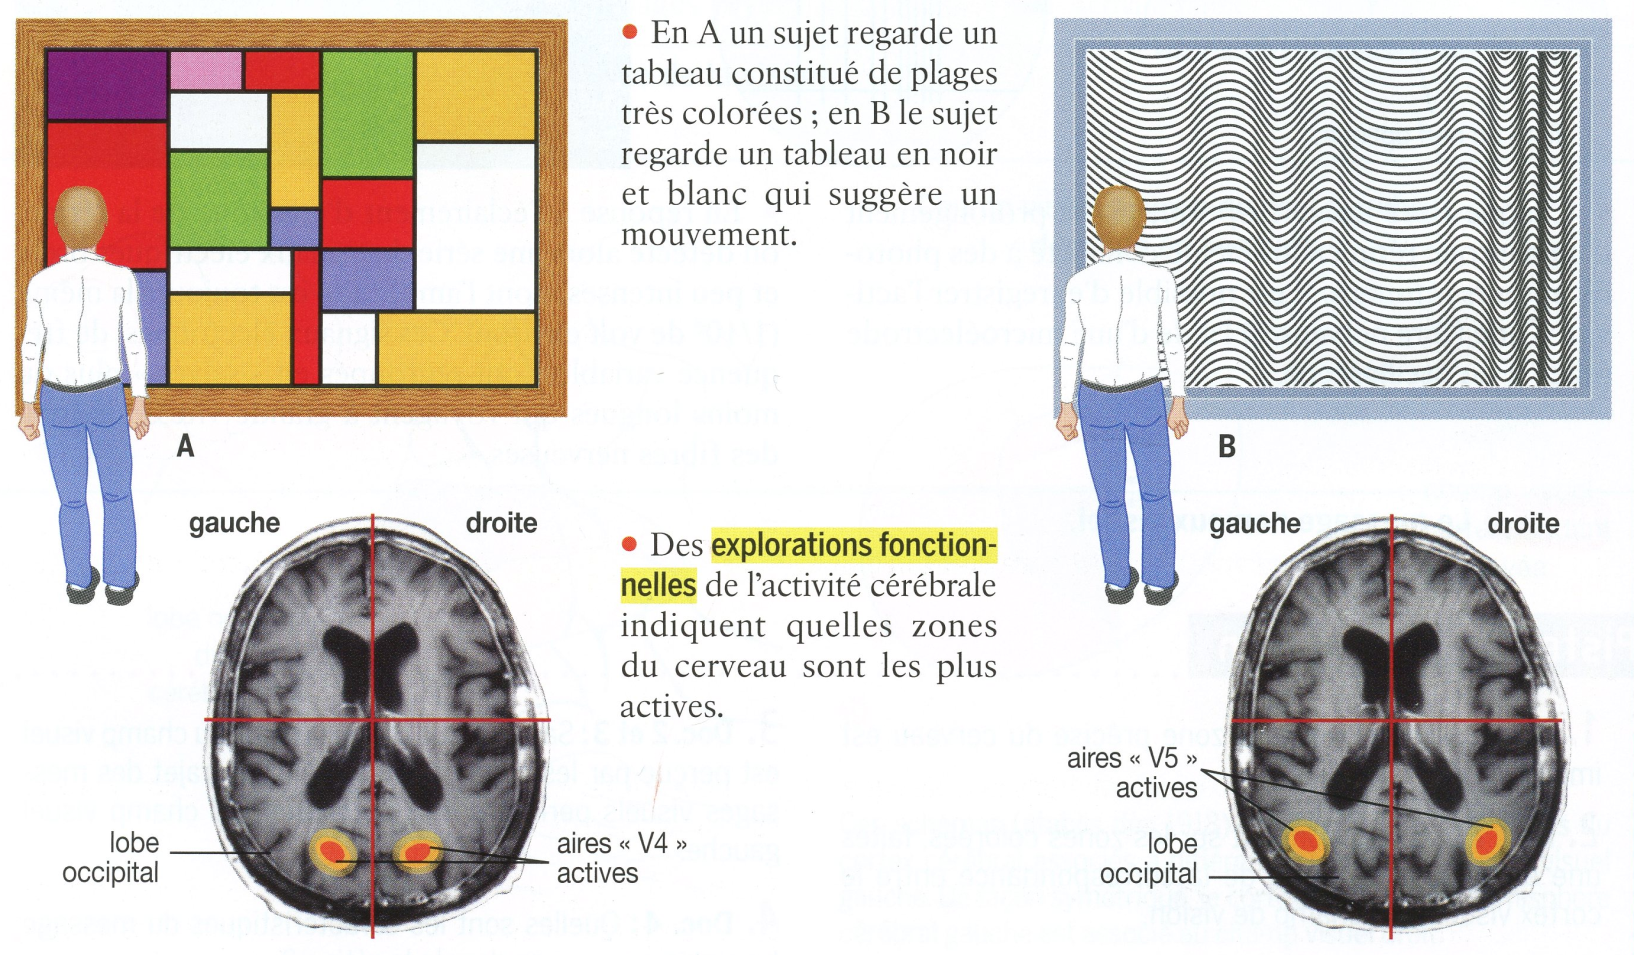 • En A un sujet regarde un
tableau constitué de plages
très colorées ; en B le sujet
regarde un tableau en noir
et blanc qui suggère un
mouvement.
A
B
gauche
droite
• Des explorations fonction-
nelles de l'activité cérébrale
indiquent quelles zones
du cerveau sont les plus
actives.
lobe
occipital
aires « V4 »
actives
gauche
droite
aires « V5 »
actives
lobe
occipital